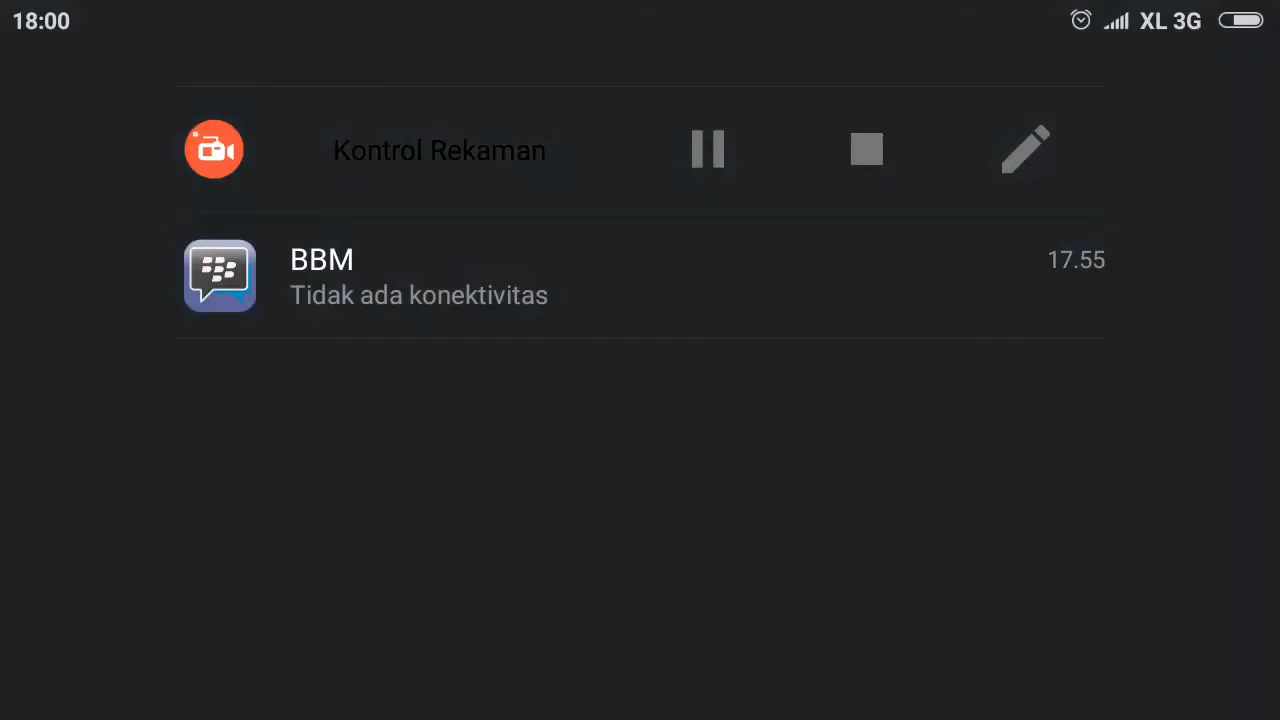 18:00 XL 3G
Kontrol Rekaman
BBM 17.55
Tidak ada konektivitas